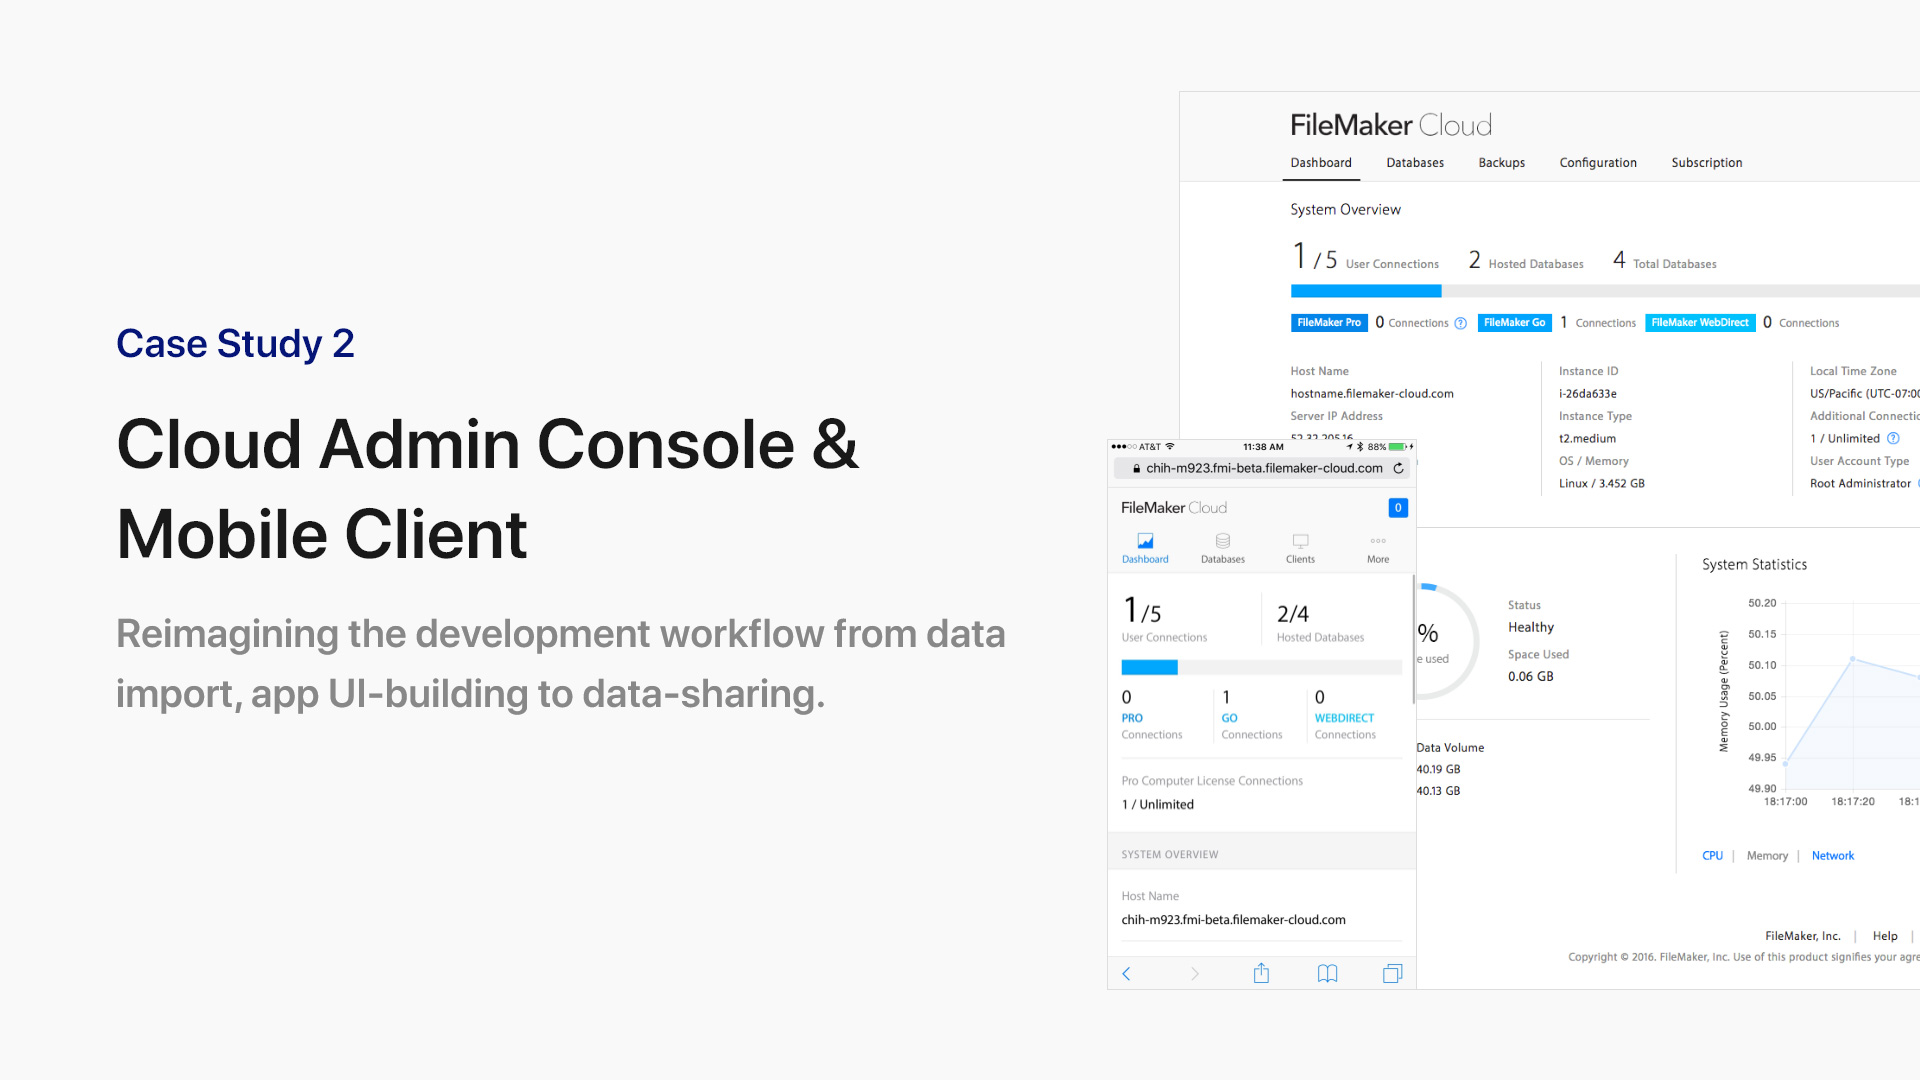 Case Study 2
Cloud Admin Console &
Mobile Client
Reimagining the development workflow from data
import, app UI-building to data-sharing.
FileMaker Cloud
Dashboard Databases Backups Configuration Subscription
System Overview
1 / 5 User Connections 2 Hosted Databases 4 Total Databases
FileMaker Pro 0 Connections ? FileMaker Go 1 Connections FileMaker WebDirect 0 Connections
Host Name Instance ID Local Time Zone
hostname.filemaker-cloud.com i-26da633e US/Pacific (UTC-07:00
Server IP Address Instance Type Additional Connectio
52.32.205.16 t2.medium 1 / Unlimited ?
OS / Memory User Account Type
Linux / 3.452 GB Root Administrator
% 
e used
Status
Healthy
Space Used
0.06 GB
Data Volume
40.19 GB
40.13 GB
System Statistics
Memory Usage (Percent)
50.20
50.15
50.10
50.05
50.00
49.95
49.90
18:17:00 18:17:20 18:1
CPU | Memory | Network
FileMaker, Inc. | Help |
Copyright © 2016. FileMaker, Inc. Use of this product signifies your agre
AT&T 11:38 AM 88%
chih-m923.fmi-beta.filemaker-cloud.com
FileMaker Cloud 0
Dashboard Databases Clients More
1/5 2/4
User Connections Hosted Databases
0 1 0
PRO GO WEBDIRECT
Connections Connections Connections
Pro Computer License Connections
1 / Unlimited
SYSTEM OVERVIEW
Host Name
chih-m923.fmi-beta.filemaker-cloud.com